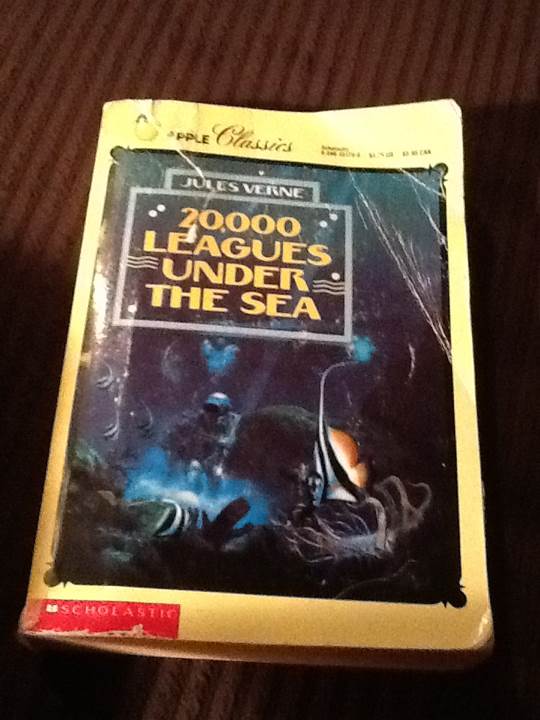 APPLE Classics
JULES VERNE
20,000
LEAGUES
UNDER
THE SEA
SCHOLASTIC